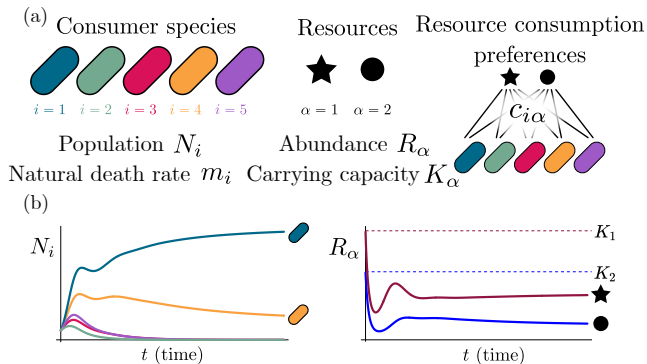 (a)
Consumer species
i = 1 i = 2 i = 3 i = 4 i = 5
Population N_i
Natural death rate m_i
Resources
α = 1 α = 2
Abundance R_α
Carrying capacity K_α
Resource consumption
preferences
c_{iα}
(b)
N_i
t (time)
R_α
K_1
K_2
t (time)